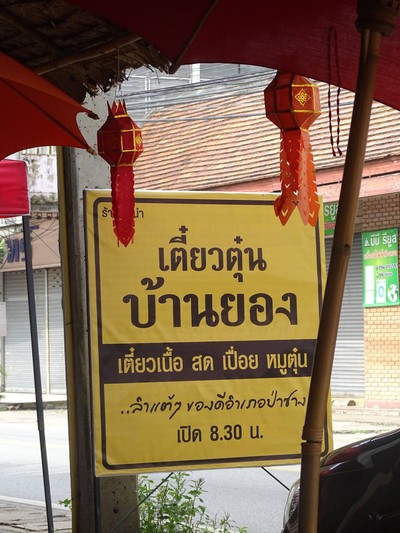 เตี๋ยวตุ๋น
บ้านยอง
เตี๋ยวเนื้อ สด เปื่อย หมูตุ๋น
..ลำแต้ๆ ของดีอำเภอป่าซาง
เปิด 8.30 น.